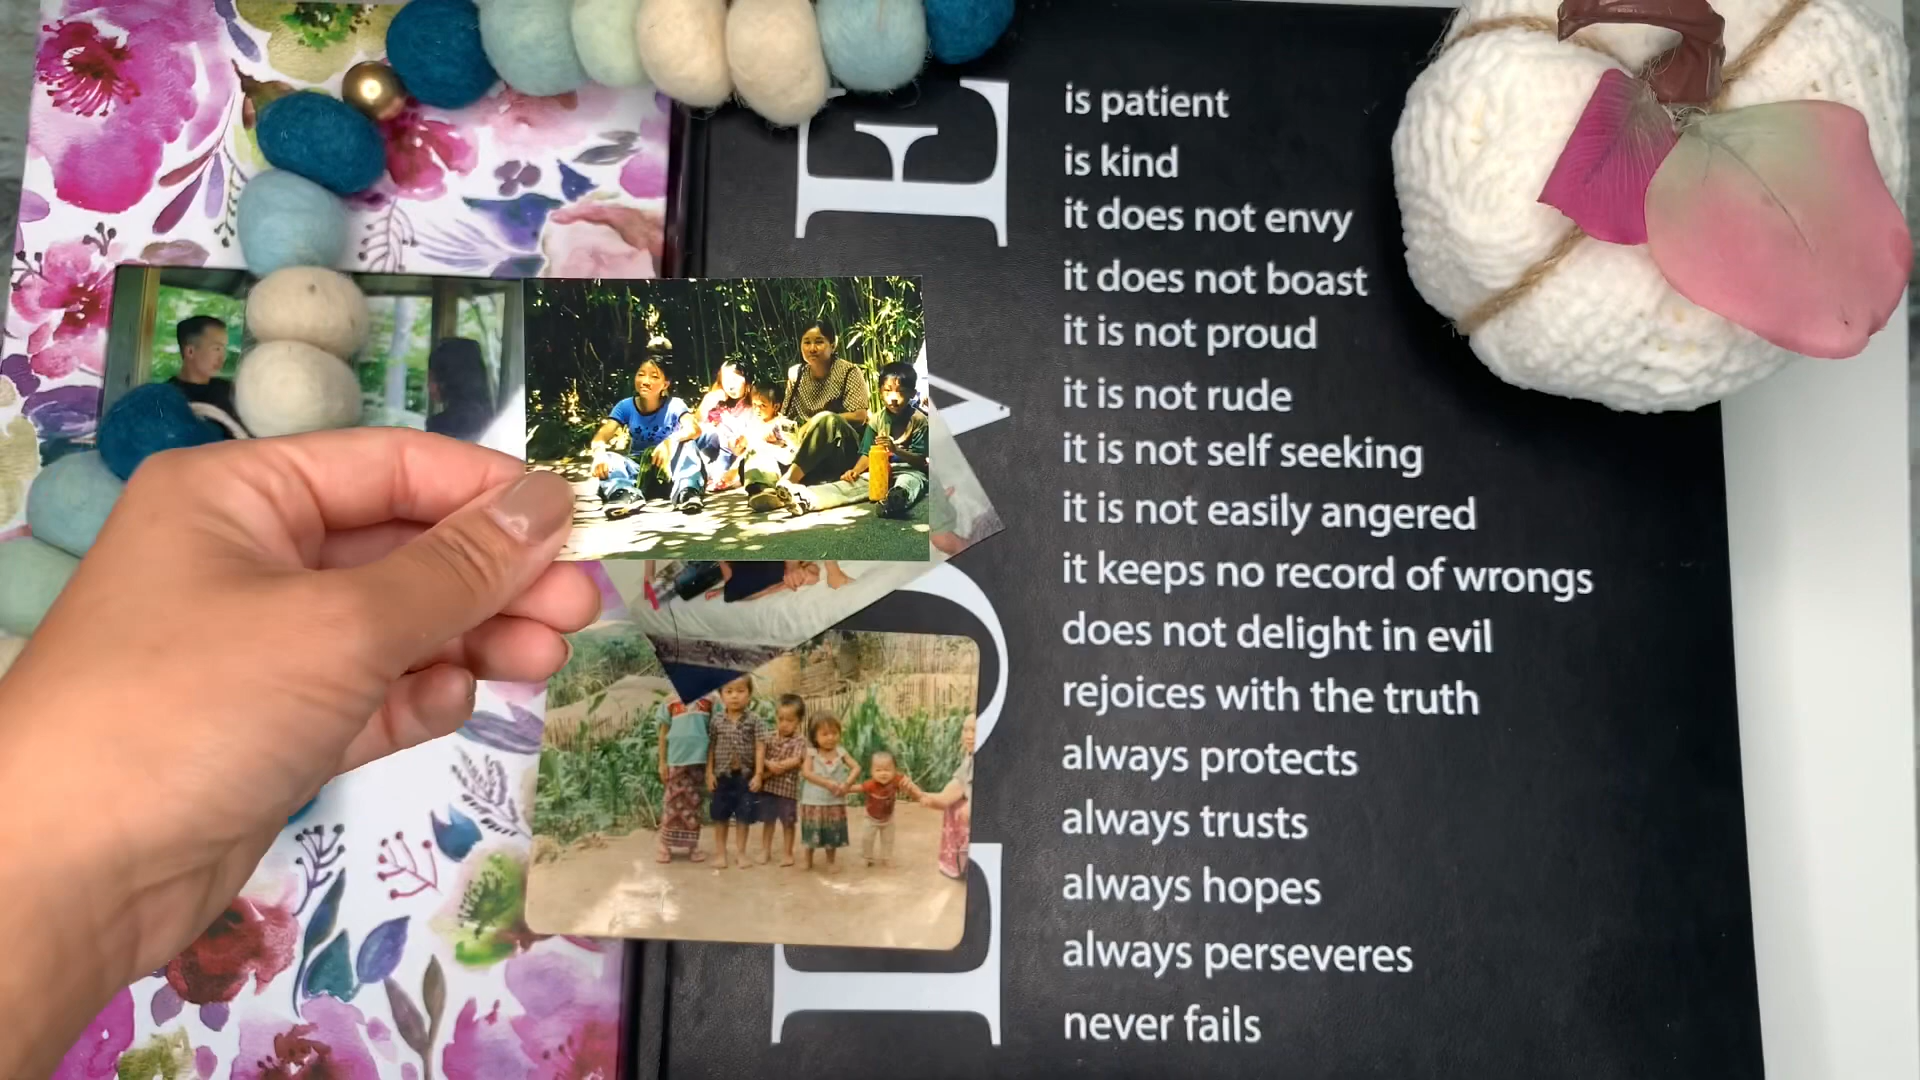 LOVE
is patient
is kind
it does not envy
it does not boast
it is not proud
it is not rude
it is not self seeking
it is not easily angered
it keeps no record of wrongs
does not delight in evil
rejoices with the truth
always protects
always trusts
always hopes
always perseveres
never fails